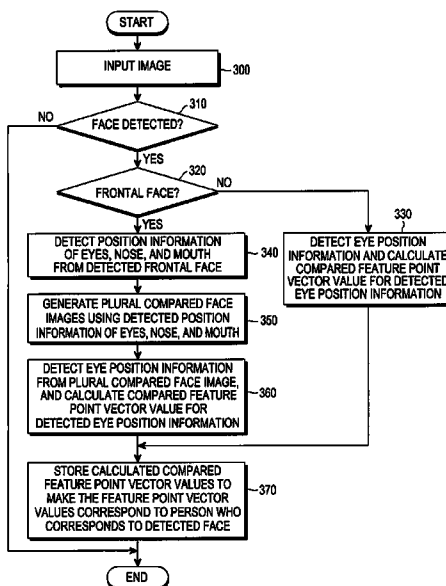 START
INPUT IMAGE
300
310
NO
FACE DETECTED?
YES
320
FRONTAL FACE?
NO
YES
330
DETECT POSITION INFORMATION
OF EYES, NOSE, AND MOUTH
FROM DETECTED FRONTAL FACE
340
DETECT EYE POSITION
INFORMATION AND CALCULATE
COMPARED FEATURE POINT
VECTOR VALUE FOR DETECTED
EYE POSITION INFORMATION
GENERATE PLURAL COMPARED FACE
IMAGES USING DETECTED POSITION
INFORMATION OF EYES, NOSE, AND MOUTH
350
DETECT EYE POSITION INFORMATION
FROM PLURAL COMPARED FACE IMAGE,
AND CALCULATE COMPARED FEATURE
POINT VECTOR VALUE FOR
DETECTED EYE POSITION INFORMATION
360
STORE CALCULATED COMPARED
FEATURE POINT VECTOR VALUES TO
MAKE THE FEATURE POINT VECTOR
VALUES CORRESPOND TO PERSON WHO
CORRESPONDS TO DETECTED FACE
370
END